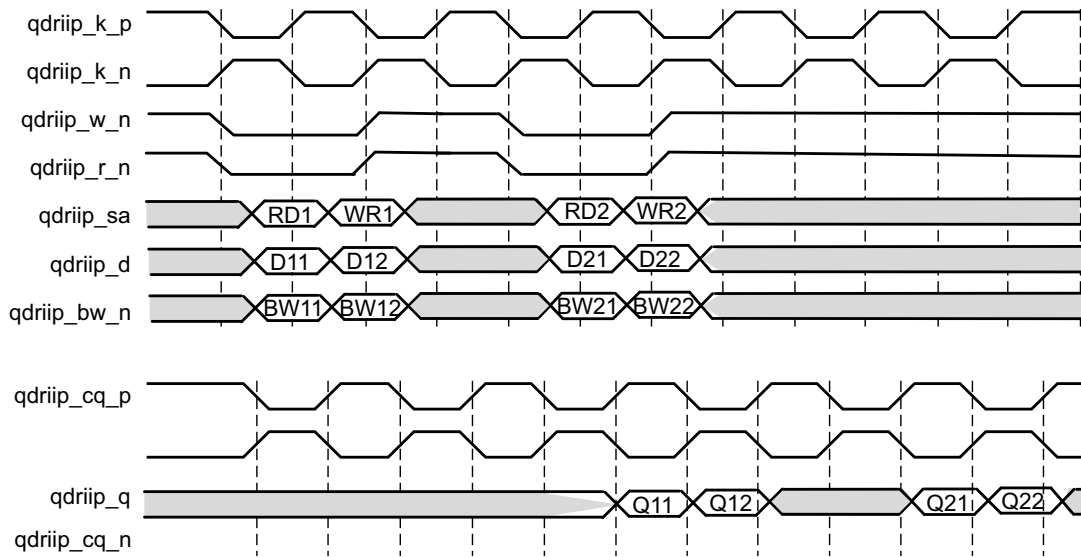 qdriip_k_p
qdriip_k_n
qdriip_w_n
qdriip_r_n
qdriip_sa RD1 WR1 RD2 WR2
qdriip_d D11 D12 D21 D22
qdriip_bw_n BW11 BW12 BW21 BW22
qdriip_cq_p
qdriip_q Q11 Q12 Q21 Q22
qdriip_cq_n